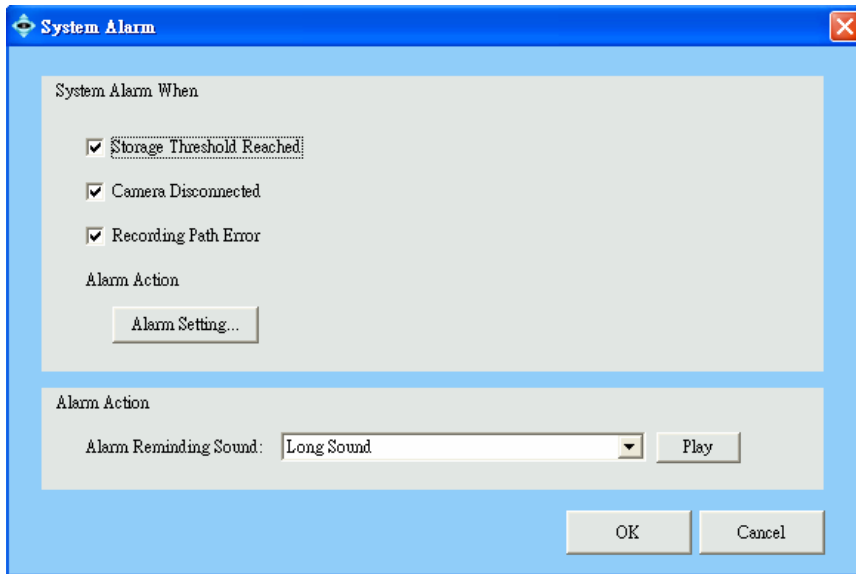 System Alarm
System Alarm When
Storage Threshold Reached
Camera Disconnected
Recording Path Error
Alarm Action
Alarm Setting...
Alarm Action
Alarm Reminding Sound: Long Sound Play
OK Cancel